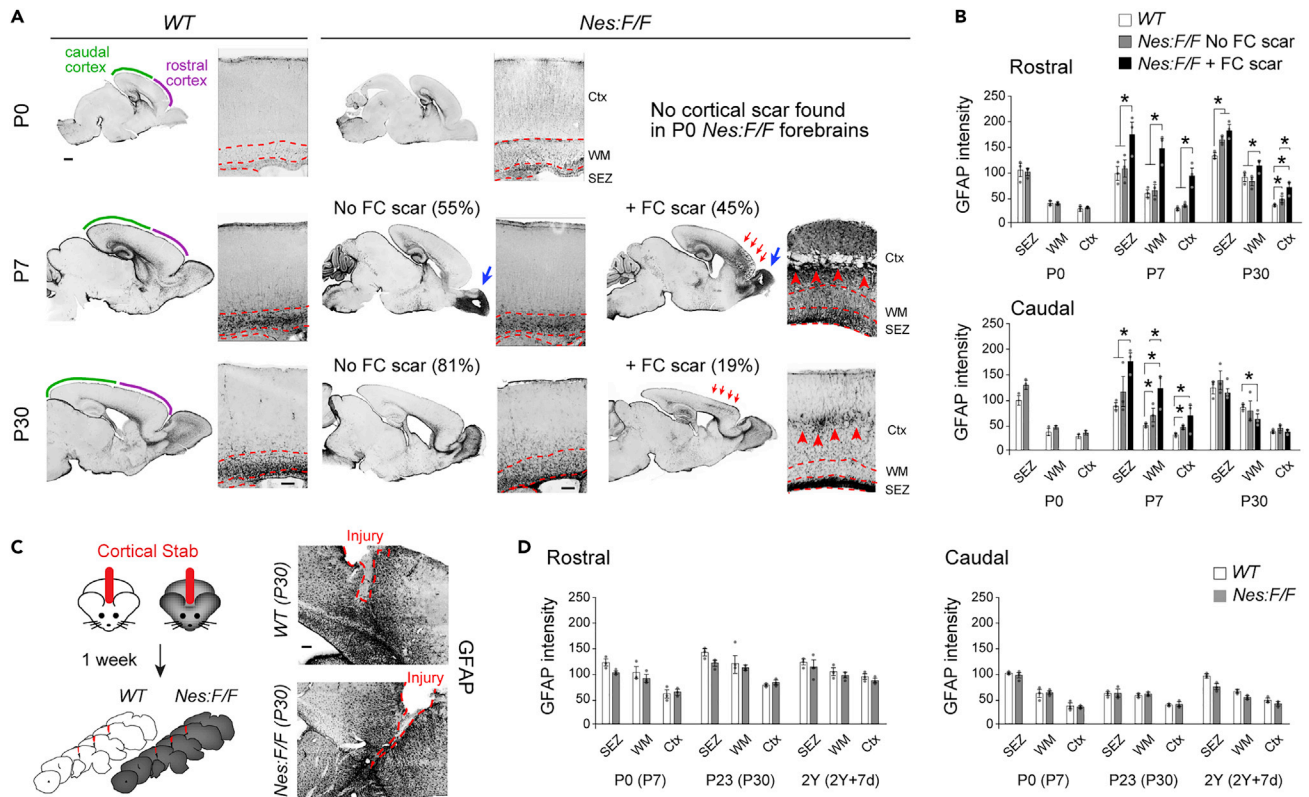 A
WT
Nes:F/F
caudal
cortex
rostral
cortex
P0
Ctx
WM
SEZ
No cortical scar found
in P0 Nes:F/F forebrains
P7
No FC scar (55%)
+ FC scar (45%)
Ctx
WM
SEZ
P30
No FC scar (81%)
+ FC scar (19%)
Ctx
WM
SEZ
B
WT
Nes:F/F No FC scar
Nes:F/F + FC scar
Rostral
GFAP intensity
250
200
150
100
50
0
* * * * * * * *
SEZ WM Ctx SEZ WM Ctx SEZ WM Ctx
P0 P7 P30
Caudal
GFAP intensity
250
200
150
100
50
0
* * * * * * *
SEZ WM Ctx SEZ WM Ctx SEZ WM Ctx
P0 P7 P30
C
Cortical Stab
1 week
WT Nes:F/F
Injury
WT (P30)
Injury
Nes:F/F (P30)
GFAP
D
Rostral
GFAP intensity
250
200
150
100
50
0
SEZ WM Ctx SEZ WM Ctx SEZ WM Ctx
P0 (P7) P23 (P30) 2Y (2Y+7d)
Caudal
WT
Nes:F/F
GFAP intensity
250
200
150
100
50
0
SEZ WM Ctx SEZ WM Ctx SEZ WM Ctx
P0 (P7) P23 (P30) 2Y (2Y+7d)